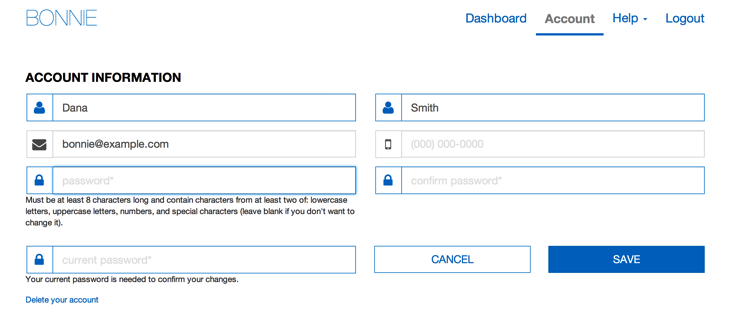 BONNIE
Dashboard Account Help Logout
ACCOUNT INFORMATION
Dana Smith
bonnie@example.com (000) 000-0000
password* confirm password*
Must be at least 8 characters long and contain characters from at least two of: lowercase
letters, uppercase letters, numbers, and special characters (leave blank if you don't want to
change it).
current password* CANCEL SAVE
Your current password is needed to confirm your changes.
Delete your account